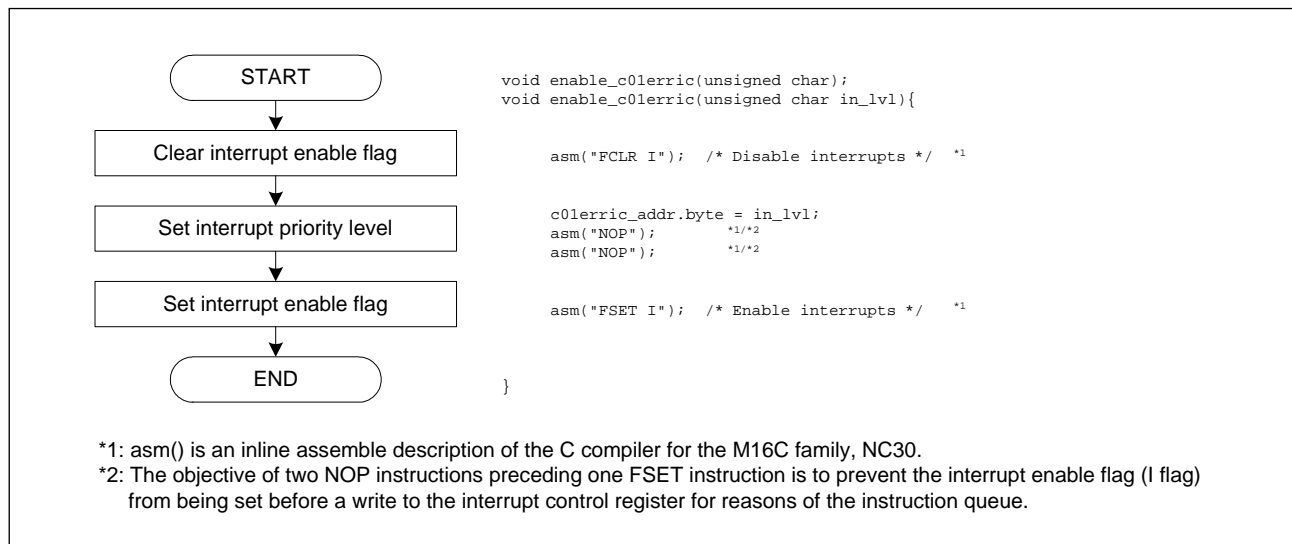 START
Clear interrupt enable flag
Set interrupt priority level
Set interrupt enable flag
END
void enable_c01erric(unsigned char);
void enable_c01erric(unsigned char in_lvl){
asm("FCLR I"); /* Disable interrupts */ *1
c01erric_addr.byte = in_lvl;
asm("NOP"); *1/*2
asm("NOP"); *1/*2
asm("FSET I"); /* Enable interrupts */ *1
}
*1: asm() is an inline assemble description of the C compiler for the M16C family, NC30.
*2: The objective of two NOP instructions preceding one FSET instruction is to prevent the interrupt enable flag (I flag)
from being set before a write to the interrupt control register for reasons of the instruction queue.